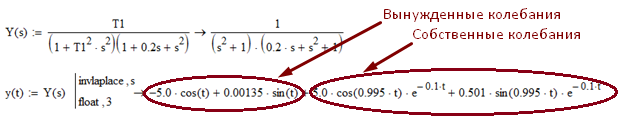 Вынужденные колебания
Собственные колебания
Y(s) := T1 / ((1 + T1² · s²)(1 + 0.2s + s²)) → 1 / ((s² + 1) · (0.2 · s + s² + 1))
y(t) := Y(s) | invlaplace , s float , 3 → −5.0 · cos(t) + 0.00135 · sin(t) 5.0 · cos(0.995 · t) · e^−0.1·t + 0.501 · sin(0.995 · t) · e^−0.1·t